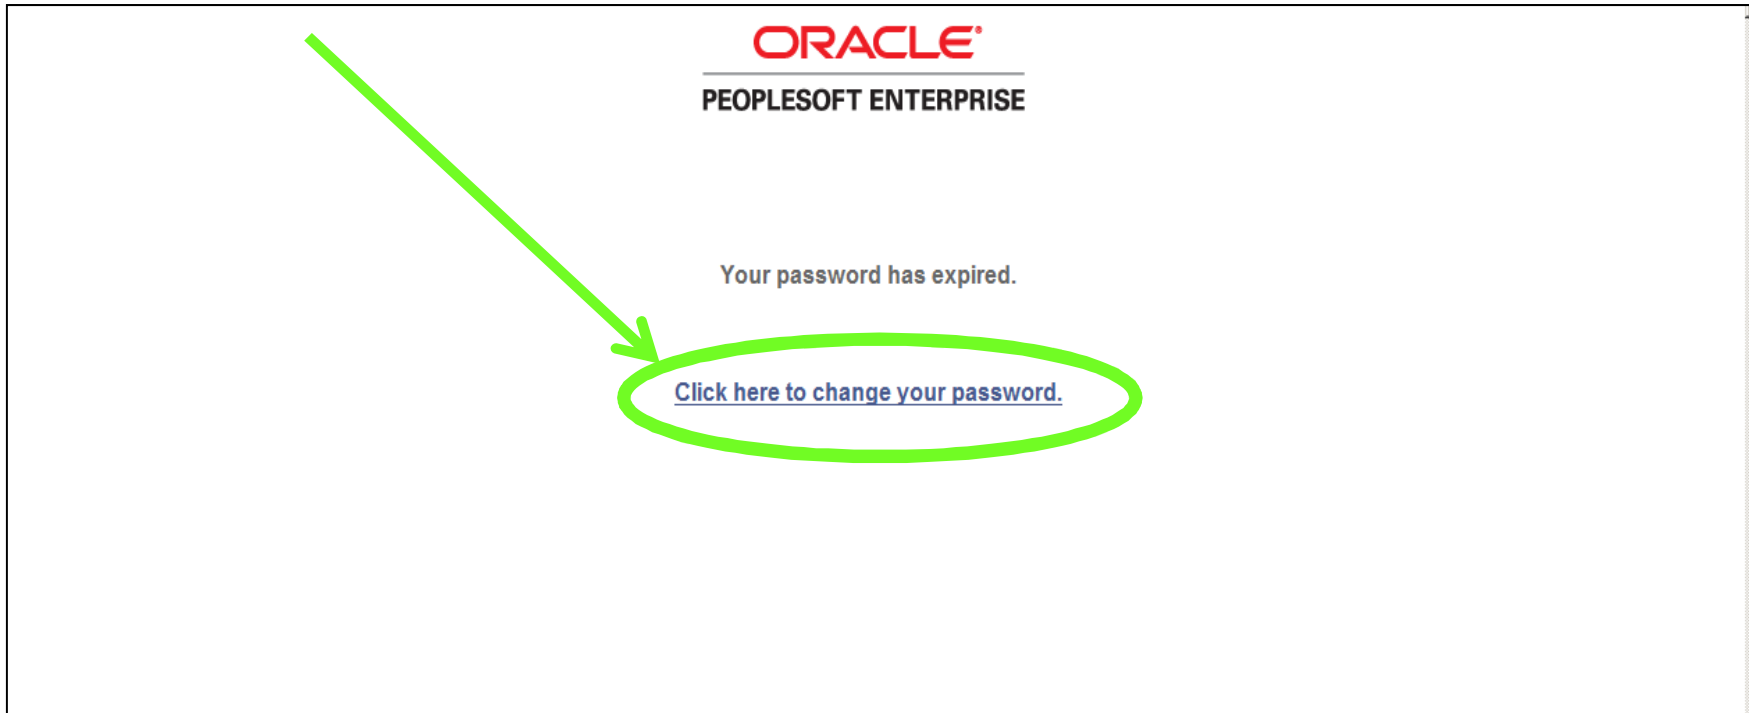 ORACLE®
PEOPLESOFT ENTERPRISE
Your password has expired.
Click here to change your password.